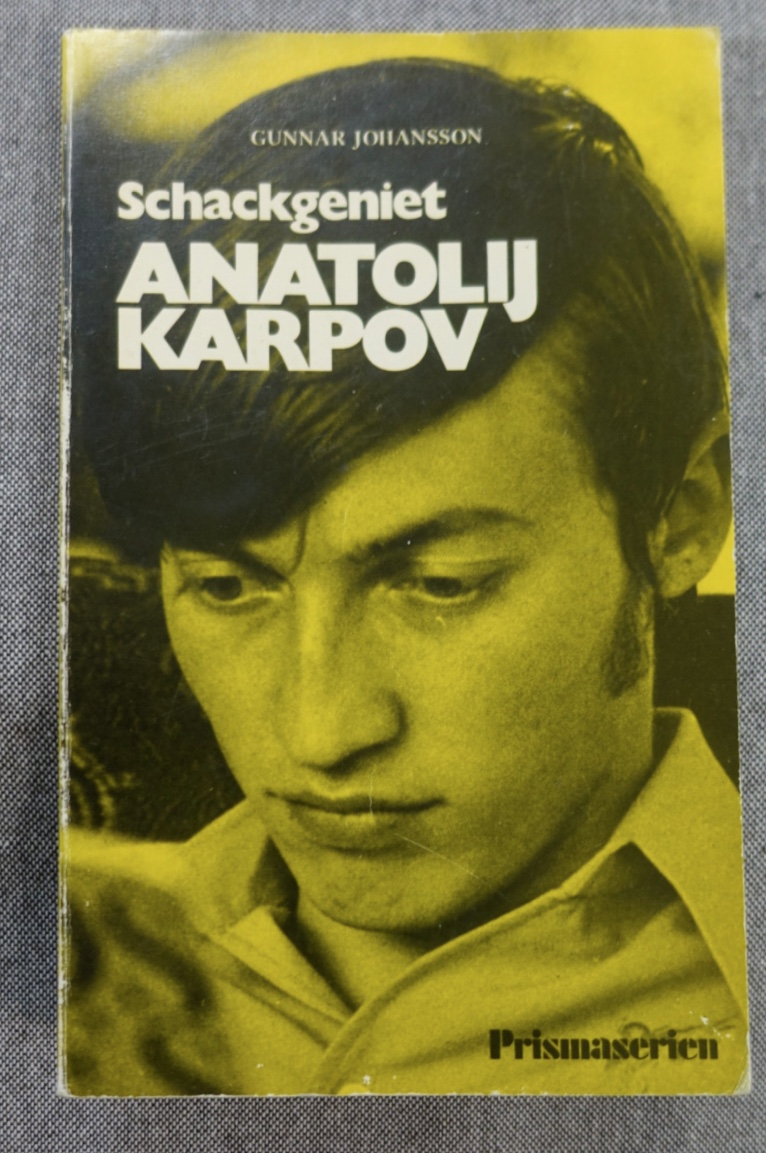 GUNNAR JOHANSSON
Schackgeniet
ANATOLIJ
KARPOV
Prismaserien